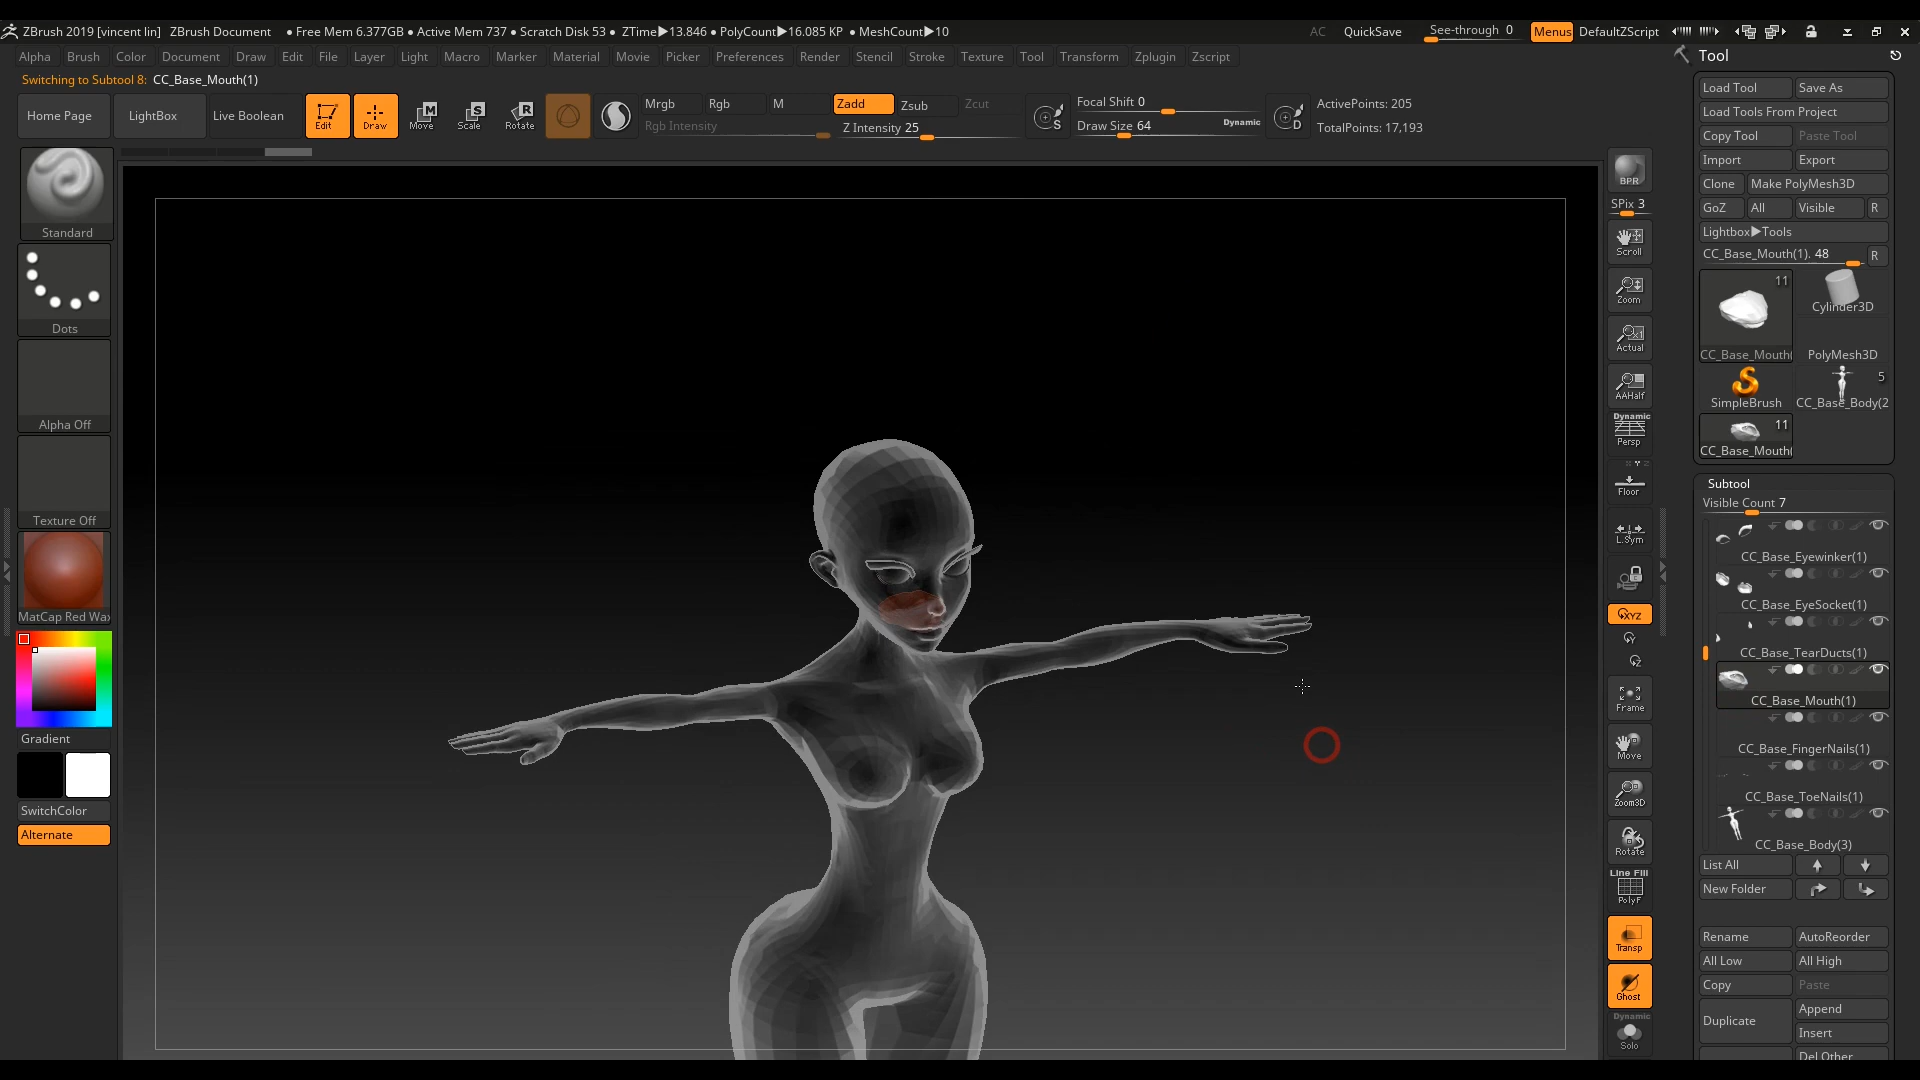 ZBrush 2019 [vincent lin] ZBrush Document ● Free Mem 6.377GB ● Active Mem 737 ● Scratch Disk 53 ● ZTime▶13.846 ● PolyCount▶16.085 KP ● MeshCount▶10 AC QuickSave See-through 0 Menus DefaultZScript
Alpha Brush Color Document Draw Edit File Layer Light Macro Marker Material Movie Picker Preferences Render Stencil Stroke Texture Tool Transform Zplugin Zscript
Switching to Subtool 8: CC_Base_Mouth(1)
Home Page LightBox Live Boolean Edit Draw Move Scale Rotate
M S R
Mrgb Rgb M Zadd Zsub Zcut
Rgb Intensity Z Intensity 25
S Focal Shift 0
Draw Size 64 Dynamic D
ActivePoints: 205
TotalPoints: 17,193
Standard
Dots
Alpha Off
Texture Off
MatCap Red Wax
Gradient
SwitchColor
Alternate
BPR
SPix 3
Scroll
Zoom
Actual
AAHalf
Dynamic
Persp
Floor
L.Sym
XYZ
Y
Z
Frame
Move
Zoom3D
Rotate
Line Fill
PolyF
Transp
Ghost
Dynamic
Solo
Tool
Load Tool Save As
Load Tools From Project
Copy Tool Paste Tool
Import Export
Clone Make PolyMesh3D
GoZ All Visible R
Lightbox▶Tools
CC_Base_Mouth(1). 48 R
11
Cylinder3D
CC_Base_Mouth( PolyMesh3D
5
SimpleBrush CC_Base_Body(2
11
CC_Base_Mouth(
Subtool
Visible Count 7
CC_Base_Eyewinker(1)
CC_Base_EyeSocket(1)
CC_Base_TearDucts(1)
CC_Base_Mouth(1)
CC_Base_FingerNails(1)
CC_Base_ToeNails(1)
CC_Base_Body(3)
List All
New Folder
Rename AutoReorder
All Low All High
Copy Paste
Duplicate Append
Insert
Del Other